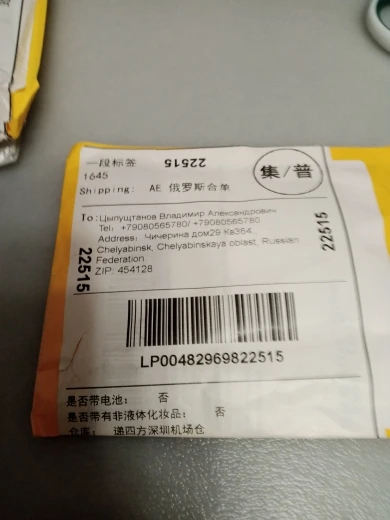 一段标签 22515
1645
集/普
Shipping: AE 俄罗斯合单
To: Цыпуштанов Владимир Александрович
Tel: +79080565780/ +79080565780
Address: Чичерина дом29 Кв364,,
Chelyabinsk, Chelyabinskaya oblast, Russian
Federation
ZIP: 454128
22515
22515
LP00482969822515
是否带电池: 否
是否带有非液体化妆品: 否
仓库: 递四方深圳机场仓